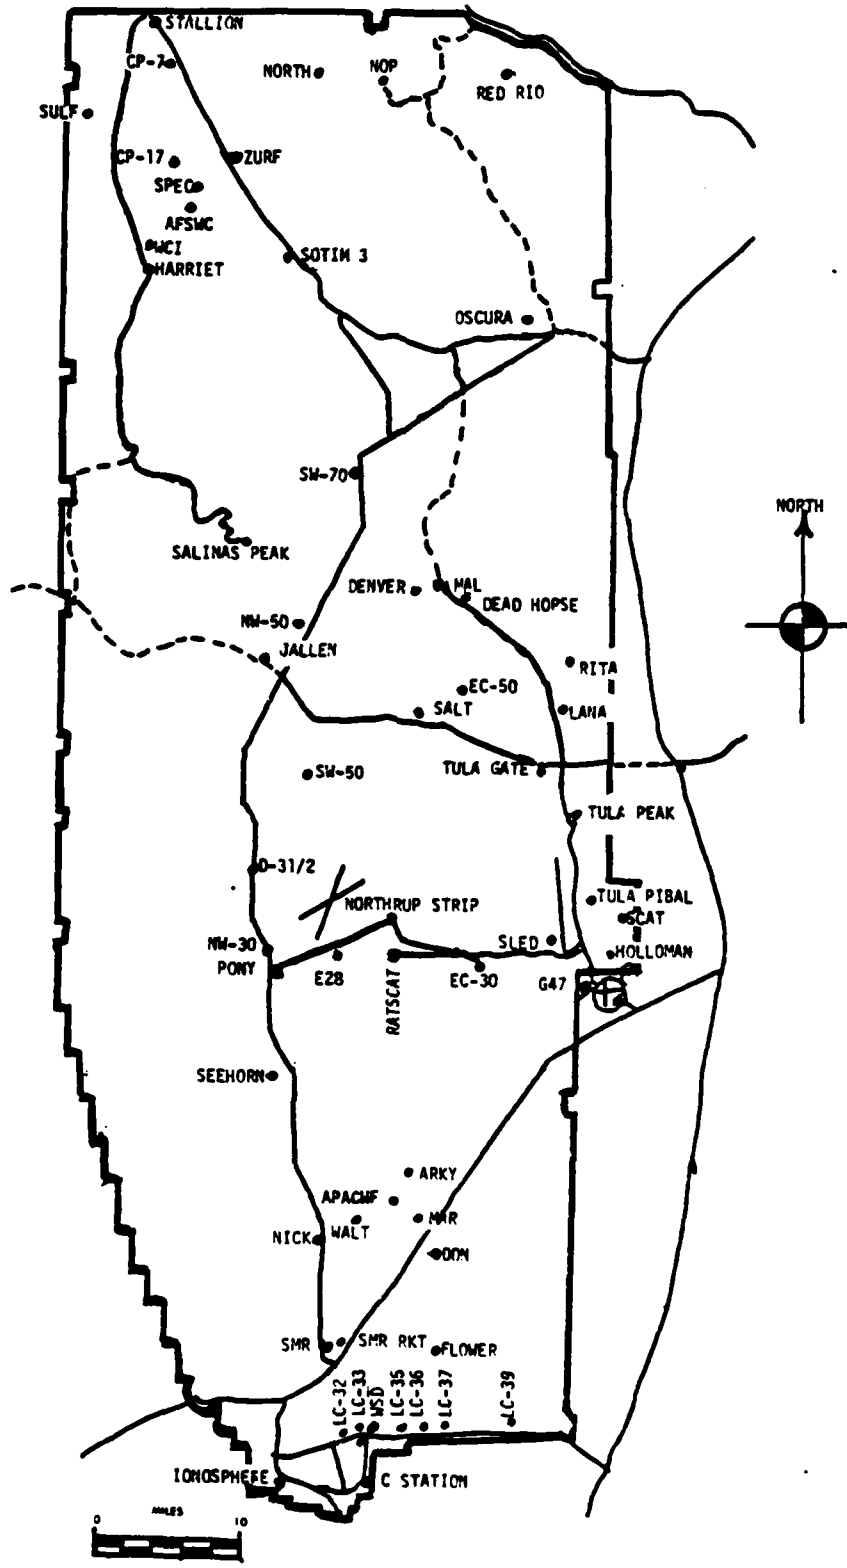 STALLION
CP-7
NORTH
NOP
RED RIO
SULF
CP-17
ZURF
SPEC
AFSWC
WCI
HARRIET
SOTIM 3
OSCURA
SW-70
NORTH
SALINAS PEAK
DENVER
MAL
DEAD HOPSE
NW-50
JALLEN
RITA
EC-50
SALT
LANA
SW-50
TULA GATE
TULA PEAK
D-31/2
NORTHRUP STRIP
TULA PIBAL
SCAT
NW-30
SLED
HOLLOMAN
PONY
E28
RATSCAT
EC-30
G47
SEEHORN
ARKY
APACWF
MAR
NICK
WALT
DON
SMR
SMR RKT
FLOWER
LC-32
LC-33
WSD
LC-35
LC-36
LC-37
LC-39
IONOSPHEFE
C STATION
MILES
0 10